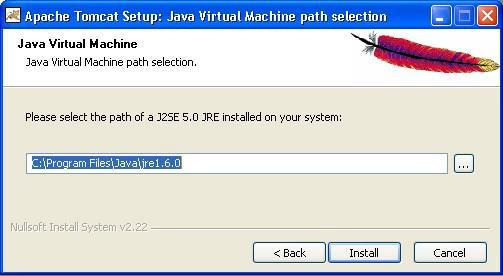 Apache Tomcat Setup: Java Virtual Machine path selection
Java Virtual Machine
Java Virtual Machine path selection.
Please select the path of a J2SE 5.0 JRE installed on your system:
C:\Program Files\Java\jre1.6.0
...
Nullsoft Install System v2.22
< Back
Install
Cancel